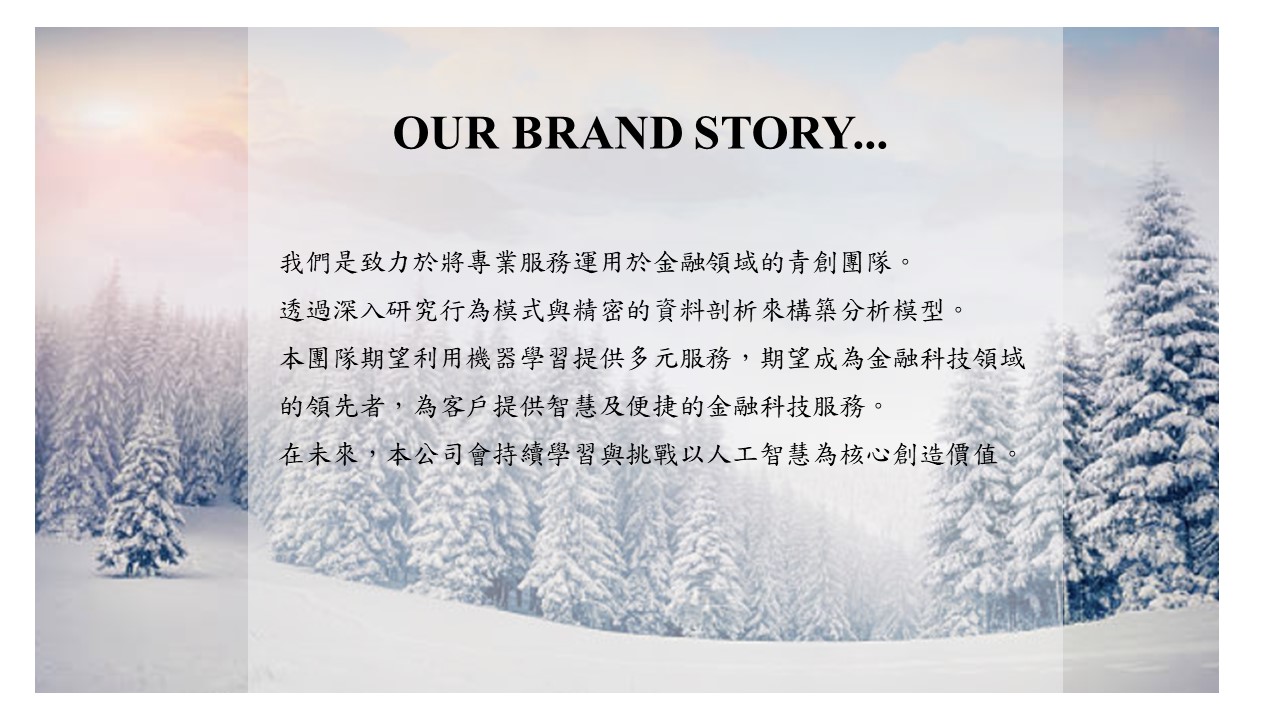 OUR BRAND STORY...
我們是致力於將專業服務運用於金融領域的青創團隊。
透過深入研究行為模式與精密的資料剖析來構築分析模型。
本團隊期望利用機器學習提供多元服務，期望成為金融科技領域
的領先者，為客戶提供智慧及便捷的金融科技服務。
在未來，本公司會持續學習與挑戰以人工智慧為核心創造價值。